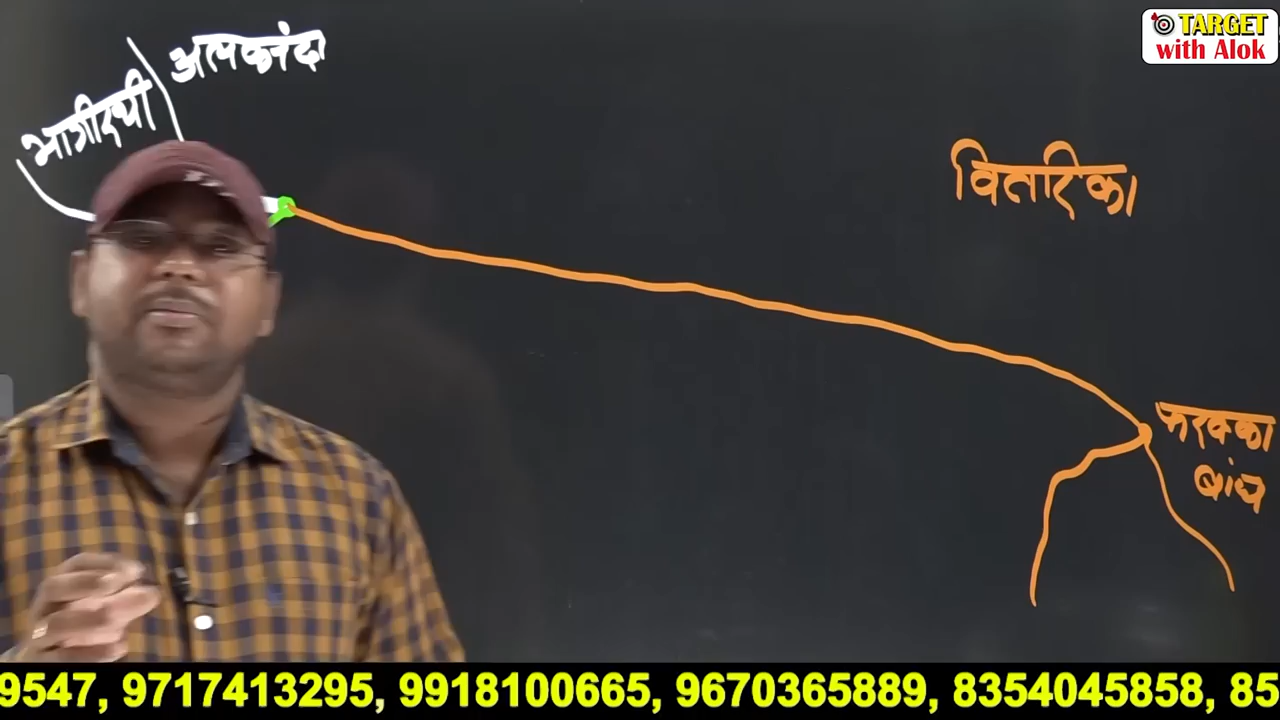 TARGET
with Alok
अलकनंदा
भागीरथी
वितरिका
फरक्का
बांध
9547, 9717413295, 9918100665, 9670365889, 8354045858, 85